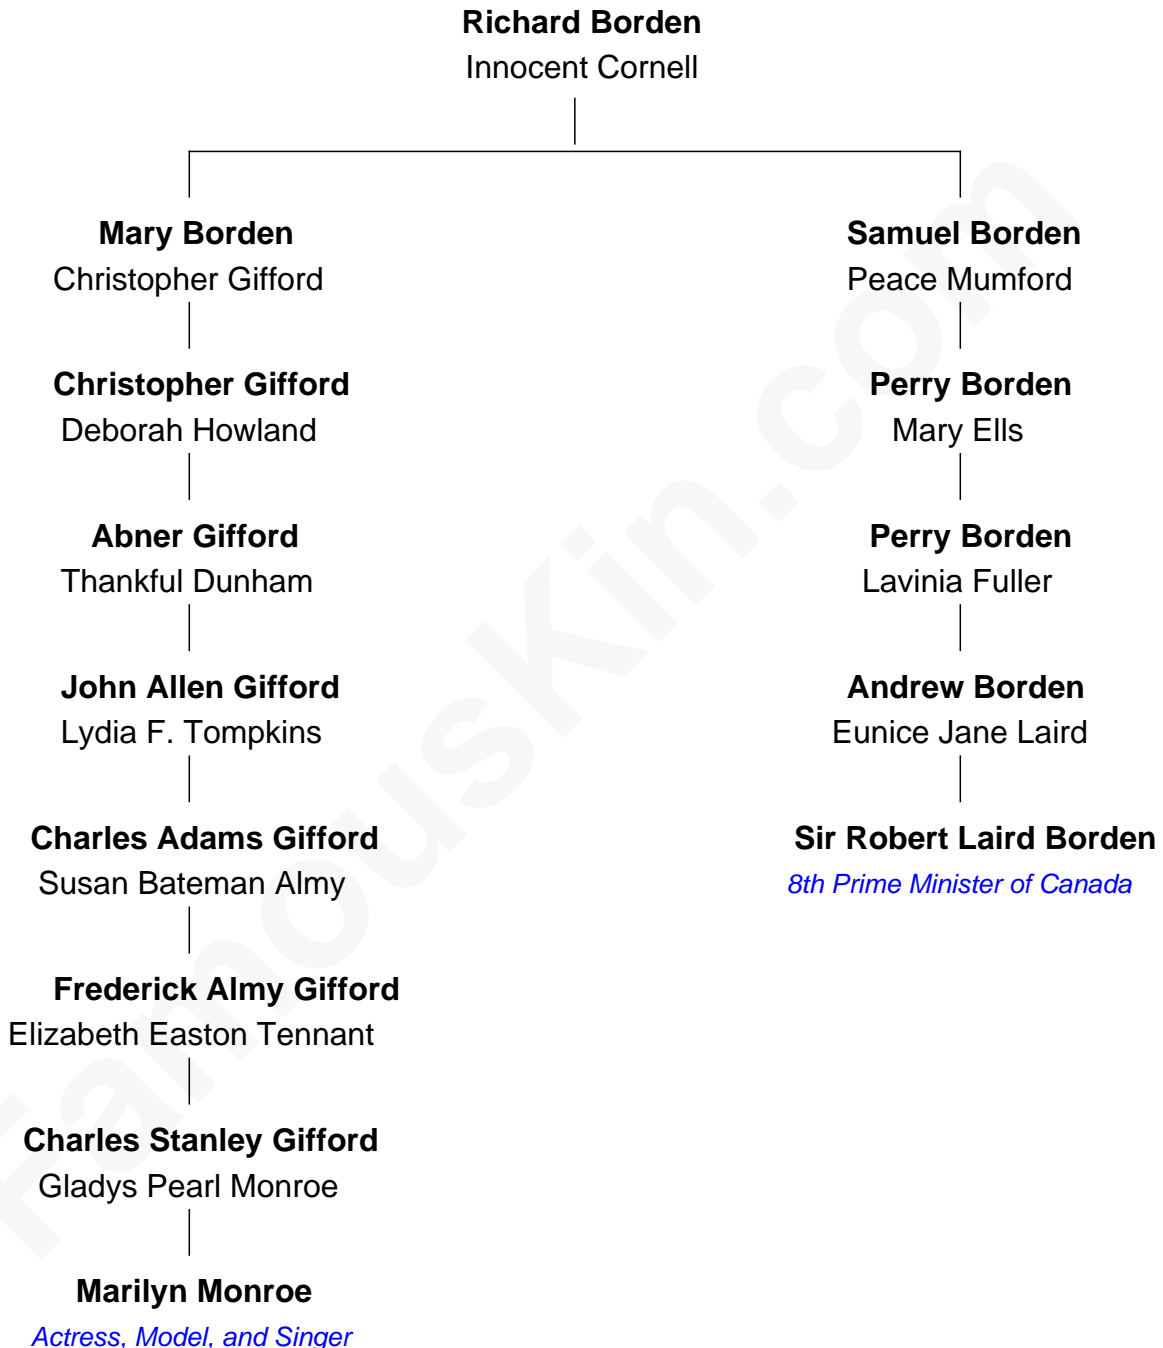 Richard Borden
Innocent Cornell
Mary Borden
Christopher Gifford
Samuel Borden
Peace Mumford
Christopher Gifford
Deborah Howland
Perry Borden
Mary Ells
Abner Gifford
Thankful Dunham
Perry Borden
Lavinia Fuller
John Allen Gifford
Lydia F. Tompkins
Andrew Borden
Eunice Jane Laird
Charles Adams Gifford
Susan Bateman Almy
Sir Robert Laird Borden
8th Prime Minister of Canada
Frederick Almy Gifford
Elizabeth Easton Tennant
Charles Stanley Gifford
Gladys Pearl Monroe
Marilyn Monroe
Actress, Model, and Singer
FamousKin.com